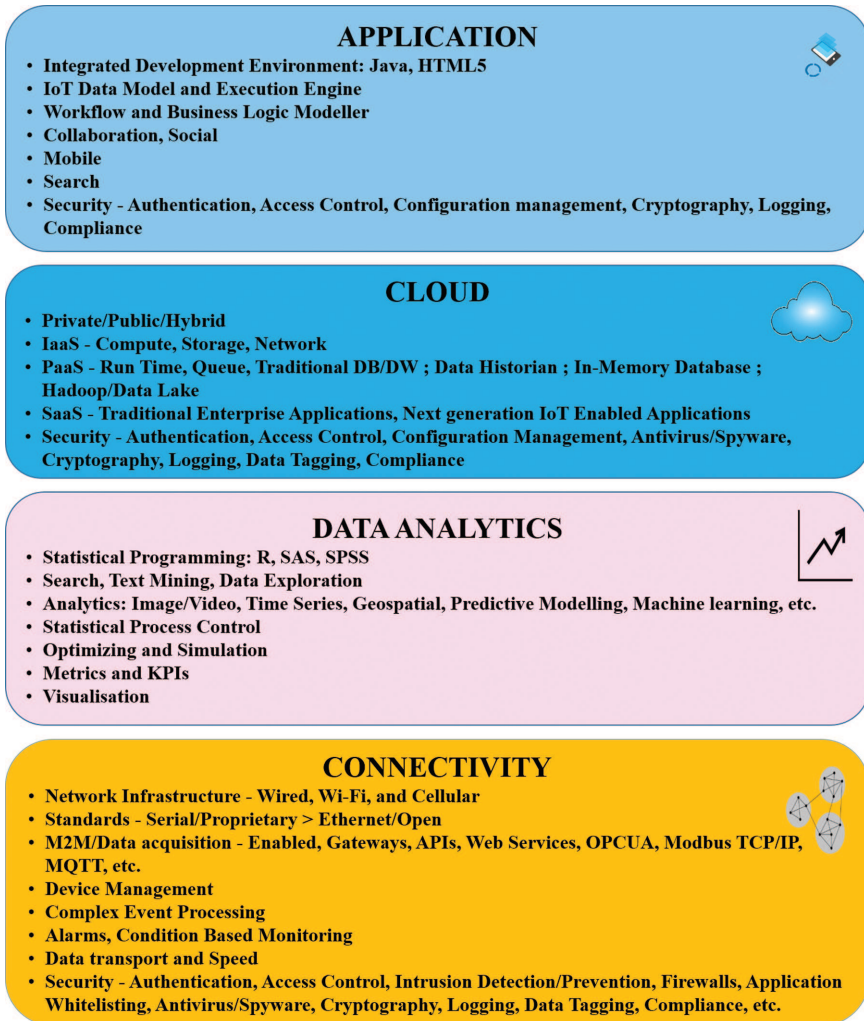 APPLICATION
• Integrated Development Environment: Java, HTML5
• IoT Data Model and Execution Engine
• Workflow and Business Logic Modeller
• Collaboration, Social
• Mobile
• Search
• Security - Authentication, Access Control, Configuration management, Cryptography, Logging,
Compliance
CLOUD
• Private/Public/Hybrid
• IaaS - Compute, Storage, Network
• PaaS - Run Time, Queue, Traditional DB/DW ; Data Historian ; In-Memory Database ;
Hadoop/Data Lake
• SaaS - Traditional Enterprise Applications, Next generation IoT Enabled Applications
• Security - Authentication, Access Control, Configuration Management, Antivirus/Spyware,
Cryptography, Logging, Data Tagging, Compliance
DATA ANALYTICS
• Statistical Programming: R, SAS, SPSS
• Search, Text Mining, Data Exploration
• Analytics: Image/Video, Time Series, Geospatial, Predictive Modelling, Machine learning, etc.
• Statistical Process Control
• Optimizing and Simulation
• Metrics and KPIs
• Visualisation
CONNECTIVITY
• Network Infrastructure - Wired, Wi-Fi, and Cellular
• Standards - Serial/Proprietary > Ethernet/Open
• M2M/Data acquisition - Enabled, Gateways, APIs, Web Services, OPCUA, Modbus TCP/IP,
MQTT, etc.
• Device Management
• Complex Event Processing
• Alarms, Condition Based Monitoring
• Data transport and Speed
• Security - Authentication, Access Control, Intrusion Detection/Prevention, Firewalls, Application
Whitelisting, Antivirus/Spyware, Cryptography, Logging, Data Tagging, Compliance, etc.